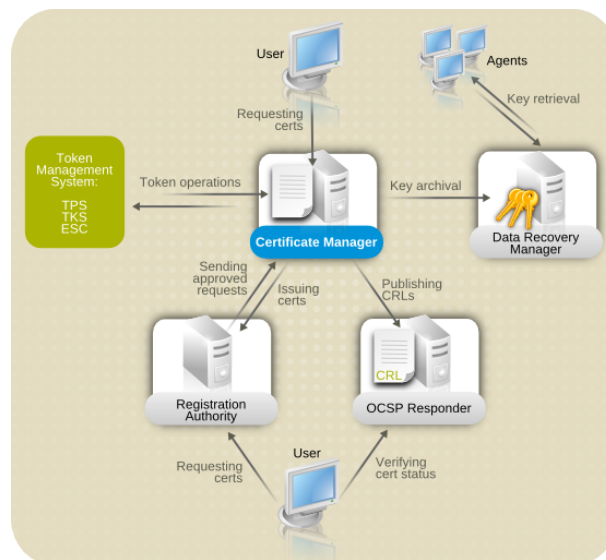 User
Agents
Requesting
certs
Key retrieval
Token
Management
System:
TPS
TKS
ESC
Token operations
Key archival
Certificate Manager
Data Recovery
Manager
Sending
approved
requests
Issuing
certs
Publishing
CRLs
CRL
Registration
Authority
OCSP Responder
User
Requesting
certs
Verifying
cert status